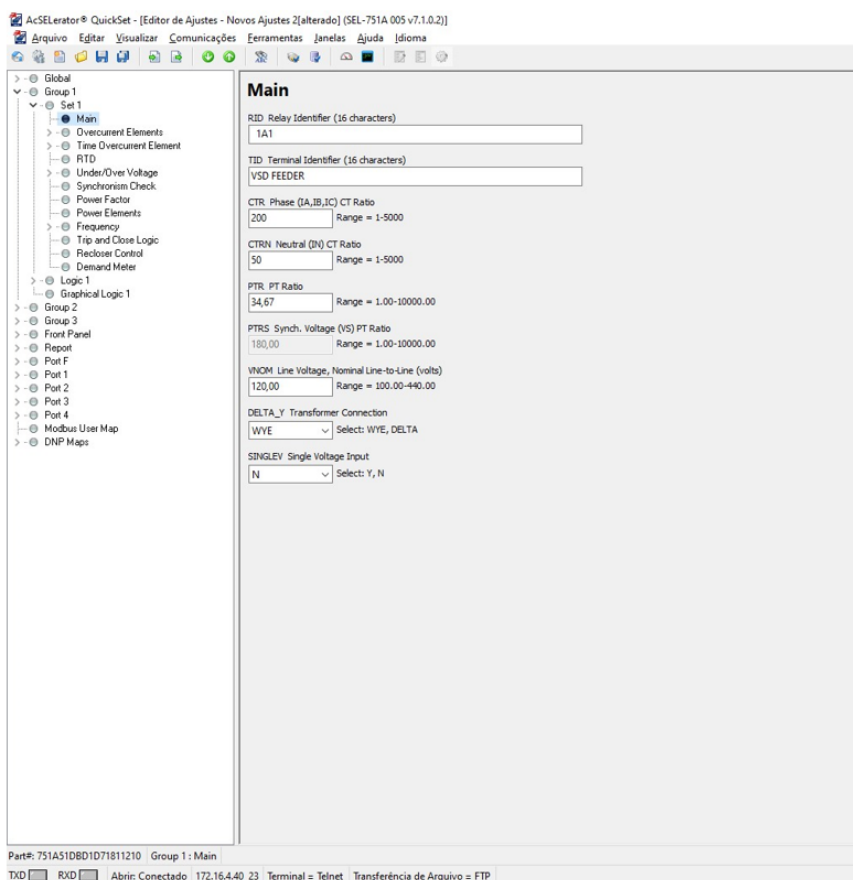 AcSELerator® QuickSet - [Editor de Ajustes - Novos Ajustes 2[alterado] (SEL-751A 005 v7.1.0.2)]
Arquivo Editar Visualizar Comunicações Ferramentas Janelas Ajuda Idioma
Global
Group 1
Set 1
Main
Overcurrent Elements
Time Overcurrent Element
RTD
Under/Over Voltage
Synchronism Check
Power Factor
Power Elements
Frequency
Trip and Close Logic
Recloser Control
Demand Meter
Logic 1
Graphical Logic 1
Group 2
Group 3
Front Panel
Report
Port F
Port 1
Port 2
Port 3
Port 4
Modbus User Map
DNP Maps
Main
RID Relay Identifier (16 characters)
1A1
TID Terminal Identifier (16 characters)
VSD FEEDER
CTR Phase (IA,IB,IC) CT Ratio
200 Range = 1-5000
CTRN Neutral (IN) CT Ratio
50 Range = 1-5000
PTR PT Ratio
34,67 Range = 1.00-10000.00
PTRS Synch. Voltage (VS) PT Ratio
180,00 Range = 1.00-10000.00
VNOM Line Voltage, Nominal Line-to-Line (volts)
120,00 Range = 100.00-440.00
DELTA_Y Transformer Connection
WYE Select: WYE, DELTA
SINGLEV Single Voltage Input
N Select: Y, N
Part#: 751A51DBD1D71811210 Group 1 : Main
TXD RXD Abrir: Conectado 172.16.4.40 23 Terminal = Telnet Transferência de Arquivo = FTP